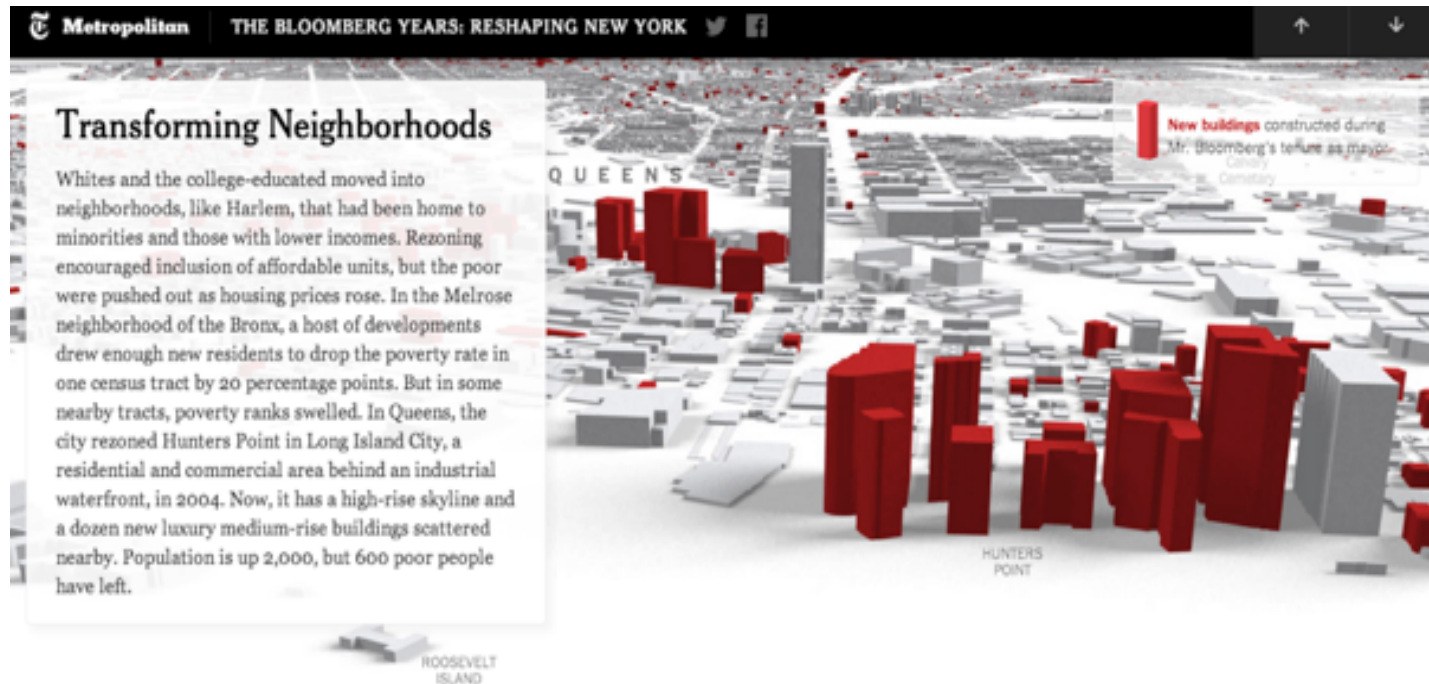 Metropolitan THE BLOOMBERG YEARS: RESHAPING NEW YORK
Transforming Neighborhoods
Whites and the college-educated moved into
neighborhoods, like Harlem, that had been home to
minorities and those with lower incomes. Rezoning
encouraged inclusion of affordable units, but the poor
were pushed out as housing prices rose. In the Melrose
neighborhood of the Bronx, a host of developments
drew enough new residents to drop the poverty rate in
one census tract by 20 percentage points. But in some
nearby tracts, poverty ranks swelled. In Queens, the
city rezoned Hunters Point in Long Island City, a
residential and commercial area behind an industrial
waterfront, in 2004. Now, it has a high-rise skyline and
a dozen new luxury medium-rise buildings scattered
nearby. Population is up 2,000, but 600 poor people
have left.
QUEENS
New buildings constructed during
Mr. Bloomberg's tenure as mayor.
Calvary
Cemetary
HUNTERS
POINT
ROOSEVELT
ISLAND